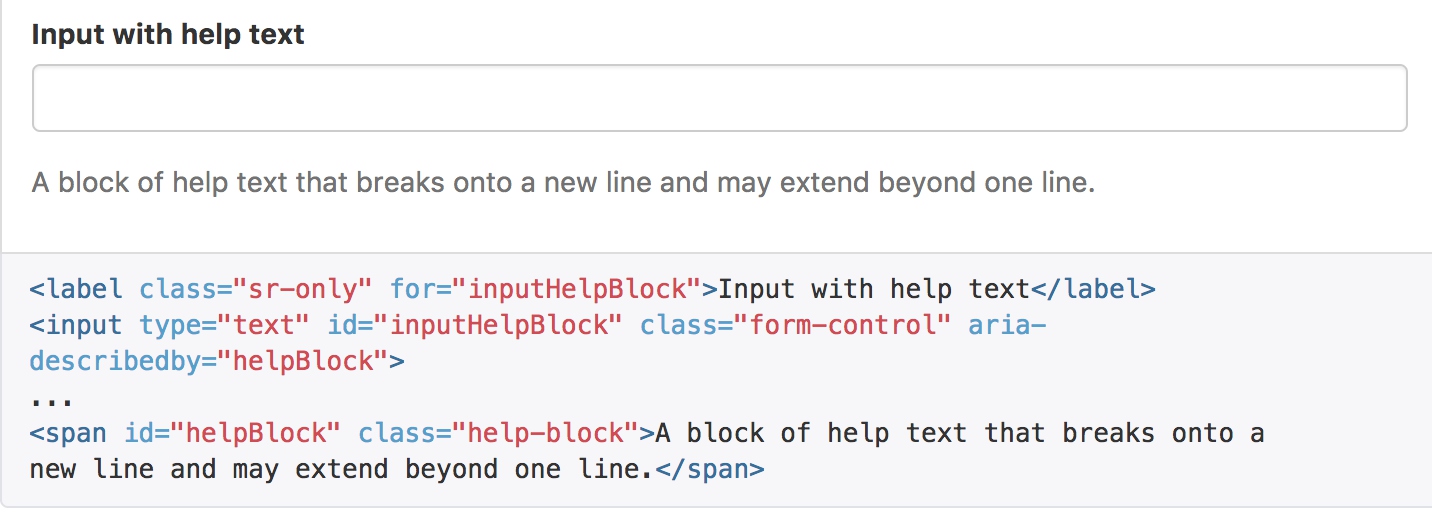 Input with help text
A block of help text that breaks onto a new line and may extend beyond one line.
<label class="sr-only" for="inputHelpBlock">Input with help text</label>
<input type="text" id="inputHelpBlock" class="form-control" aria-
describedby="helpBlock">
...
<span id="helpBlock" class="help-block">A block of help text that breaks onto a
new line and may extend beyond one line.</span>